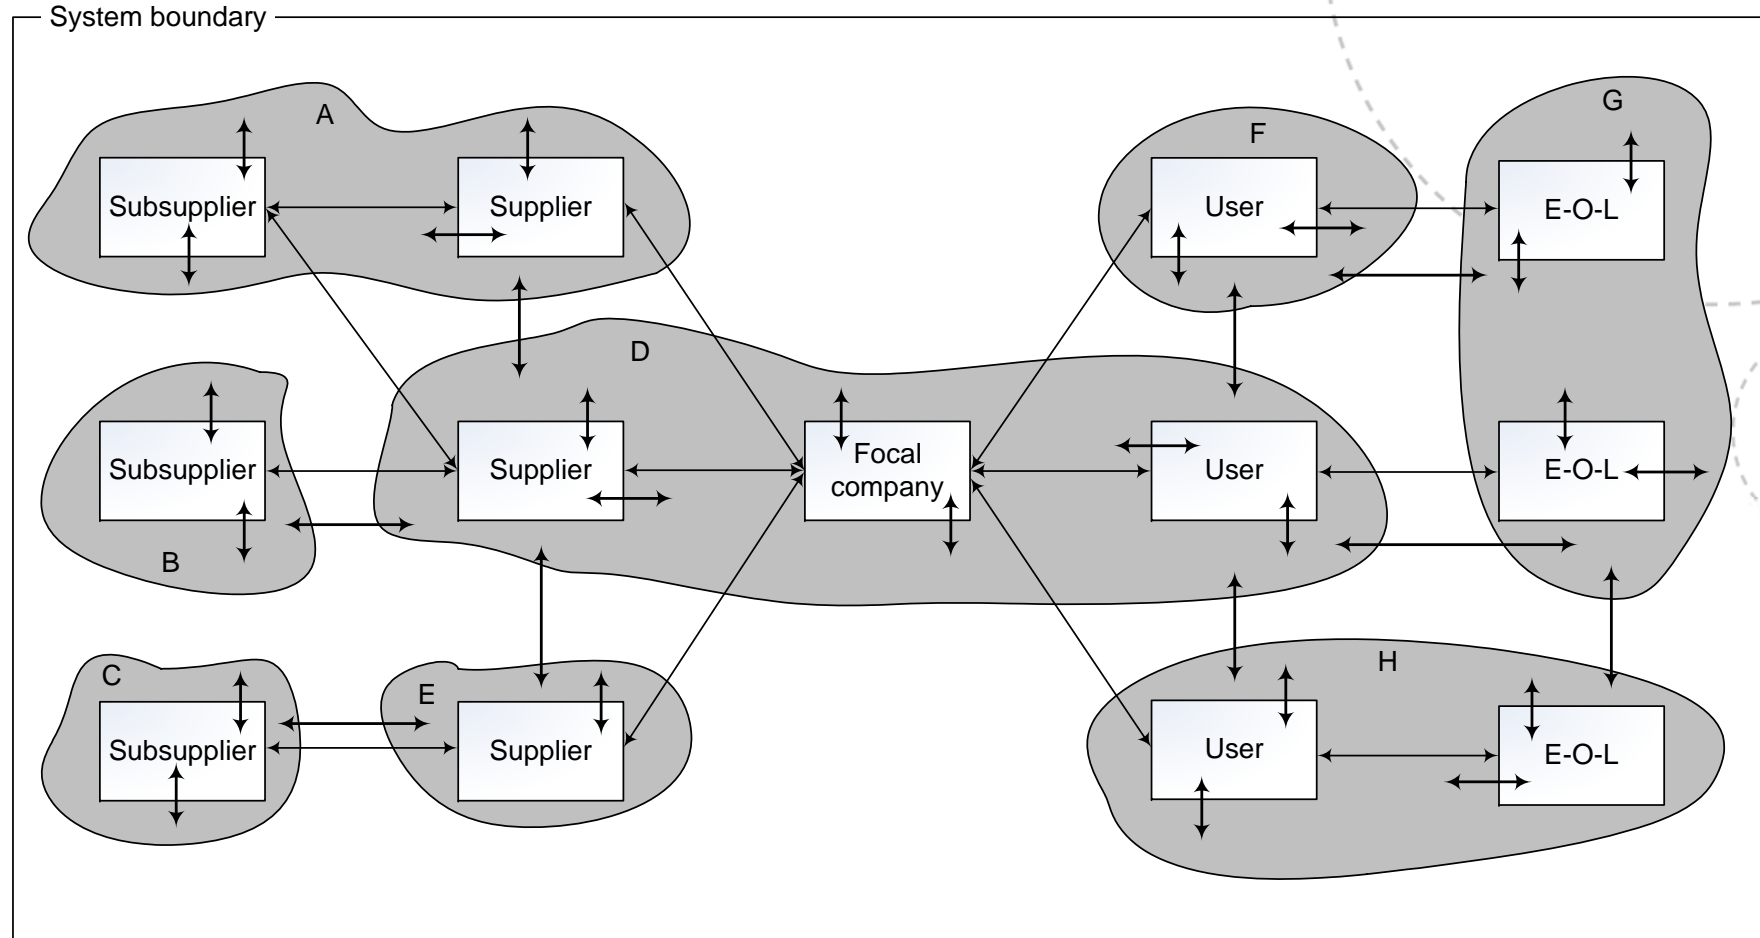 System boundary
A
Subsupplier
Supplier
F
User
G
E-O-L
D
Subsupplier
B
Supplier
Focal
company
User
E-O-L
C
Subsupplier
E
Supplier
H
User
E-O-L